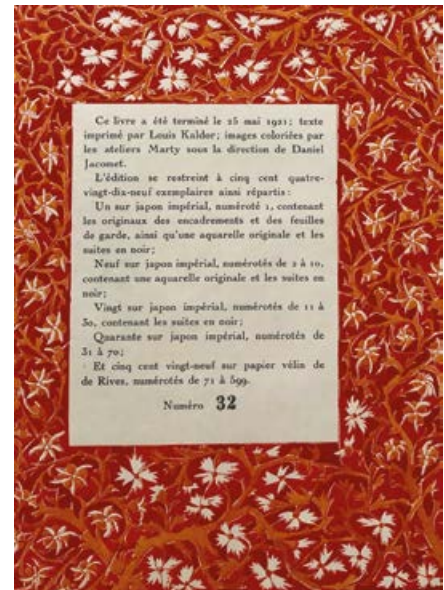 Ce livre a été terminé le 25 mai 1921; texte
imprimé par Louis Kaldor; images coloriées par
les ateliers Marty sous la direction de Daniel
Jacomet.
L'édition se restreint à cinq cent quatre-
vingt-dix-neuf exemplaires ainsi répartis:
Un sur japon impérial, numéroté 1, contenant
les originaux des encadrements et des feuilles
de garde, ainsi qu'une aquarelle originale et les
suites en noir;
Neuf sur japon impérial, numérotés de 2 à 10,
contenant une aquarelle originale et les suites en
noir;
Vingt sur japon impérial, numérotés de 11 à
30, contenant les suites en noir;
Quarante sur japon impérial, numérotés de
31 à 70;
Et cinq cent vingt-neuf sur papier vélin de
de Rives, numérotés de 71 à 599.
Numéro 32